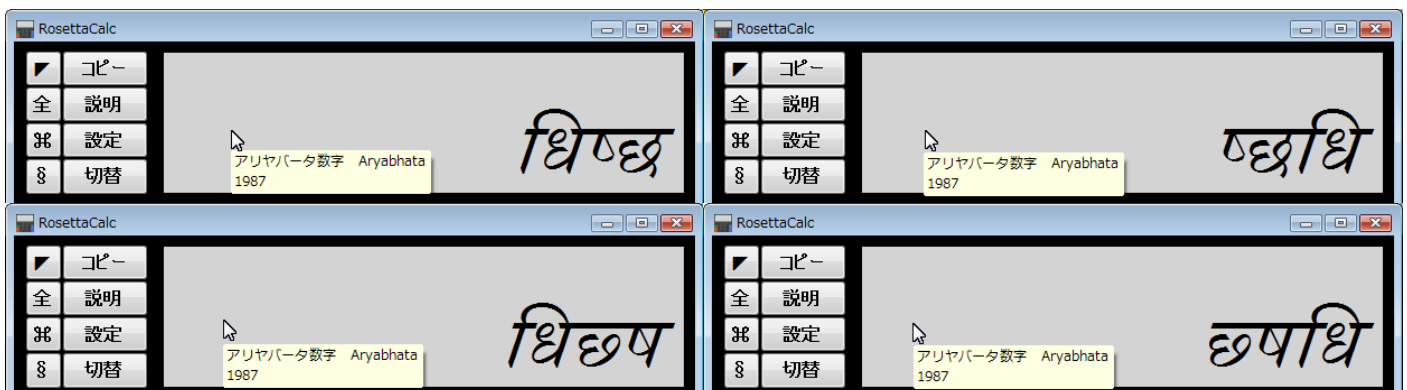 RosettaCalc
◤ コピー
全 説明
⌘ 設定
§ 切替
धिष्छ
アリヤバータ数字　Aryabhata
1987
RosettaCalc
◤ コピー
全 説明
⌘ 設定
§ 切替
ष्छधि
アリヤバータ数字　Aryabhata
1987
RosettaCalc
◤ コピー
全 説明
⌘ 設定
§ 切替
धिछष
アリヤバータ数字　Aryabhata
1987
RosettaCalc
◤ コピー
全 説明
⌘ 設定
§ 切替
छषधि
アリヤバータ数字　Aryabhata
1987